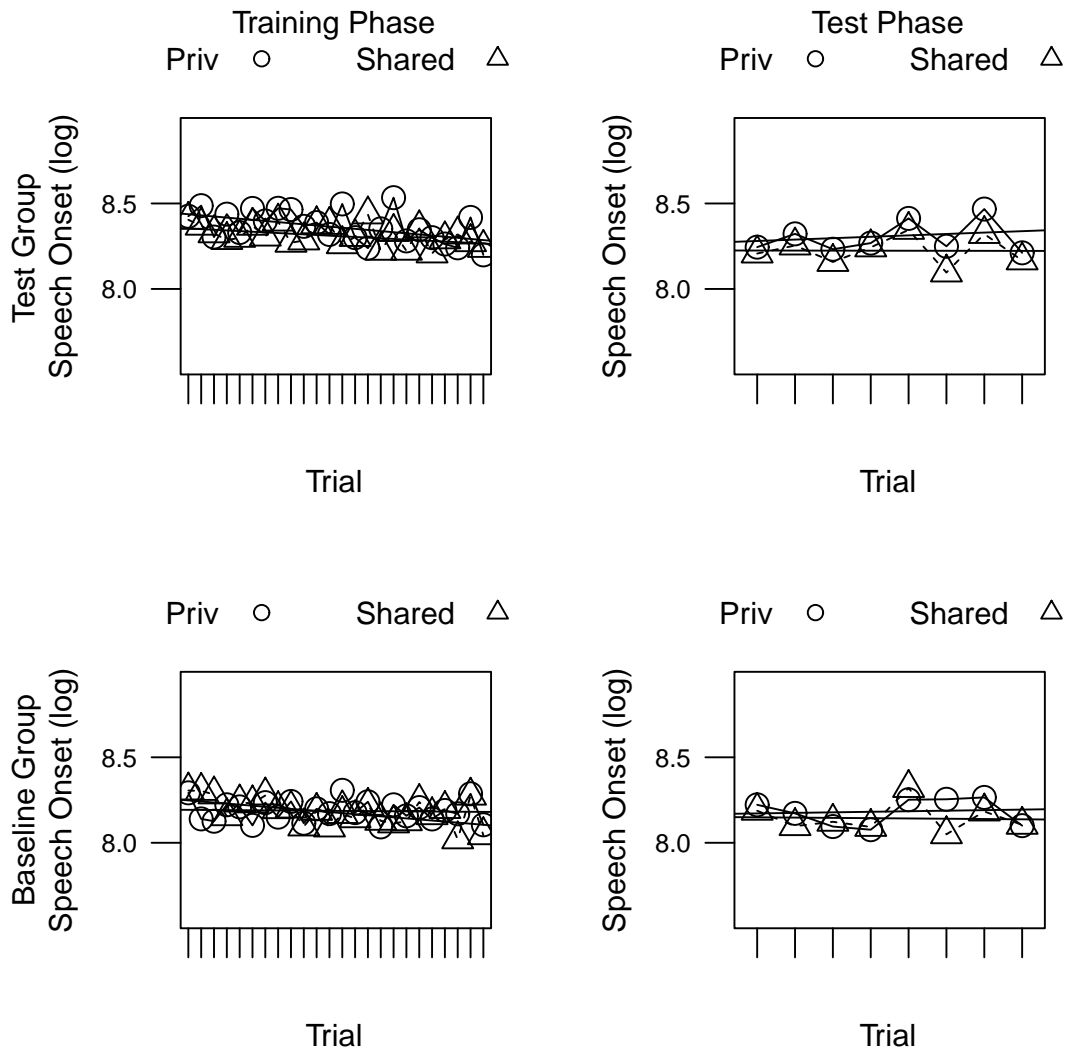 Training Phase
Priv Shared
Test Group
Speech Onset (log)
8.5
8.0
Trial
Test Phase
Priv Shared
Speech Onset (log)
8.5
8.0
Trial
Priv Shared
Baseline Group
Speech Onset (log)
8.5
8.0
Trial
Priv Shared
Speech Onset (log)
8.5
8.0
Trial